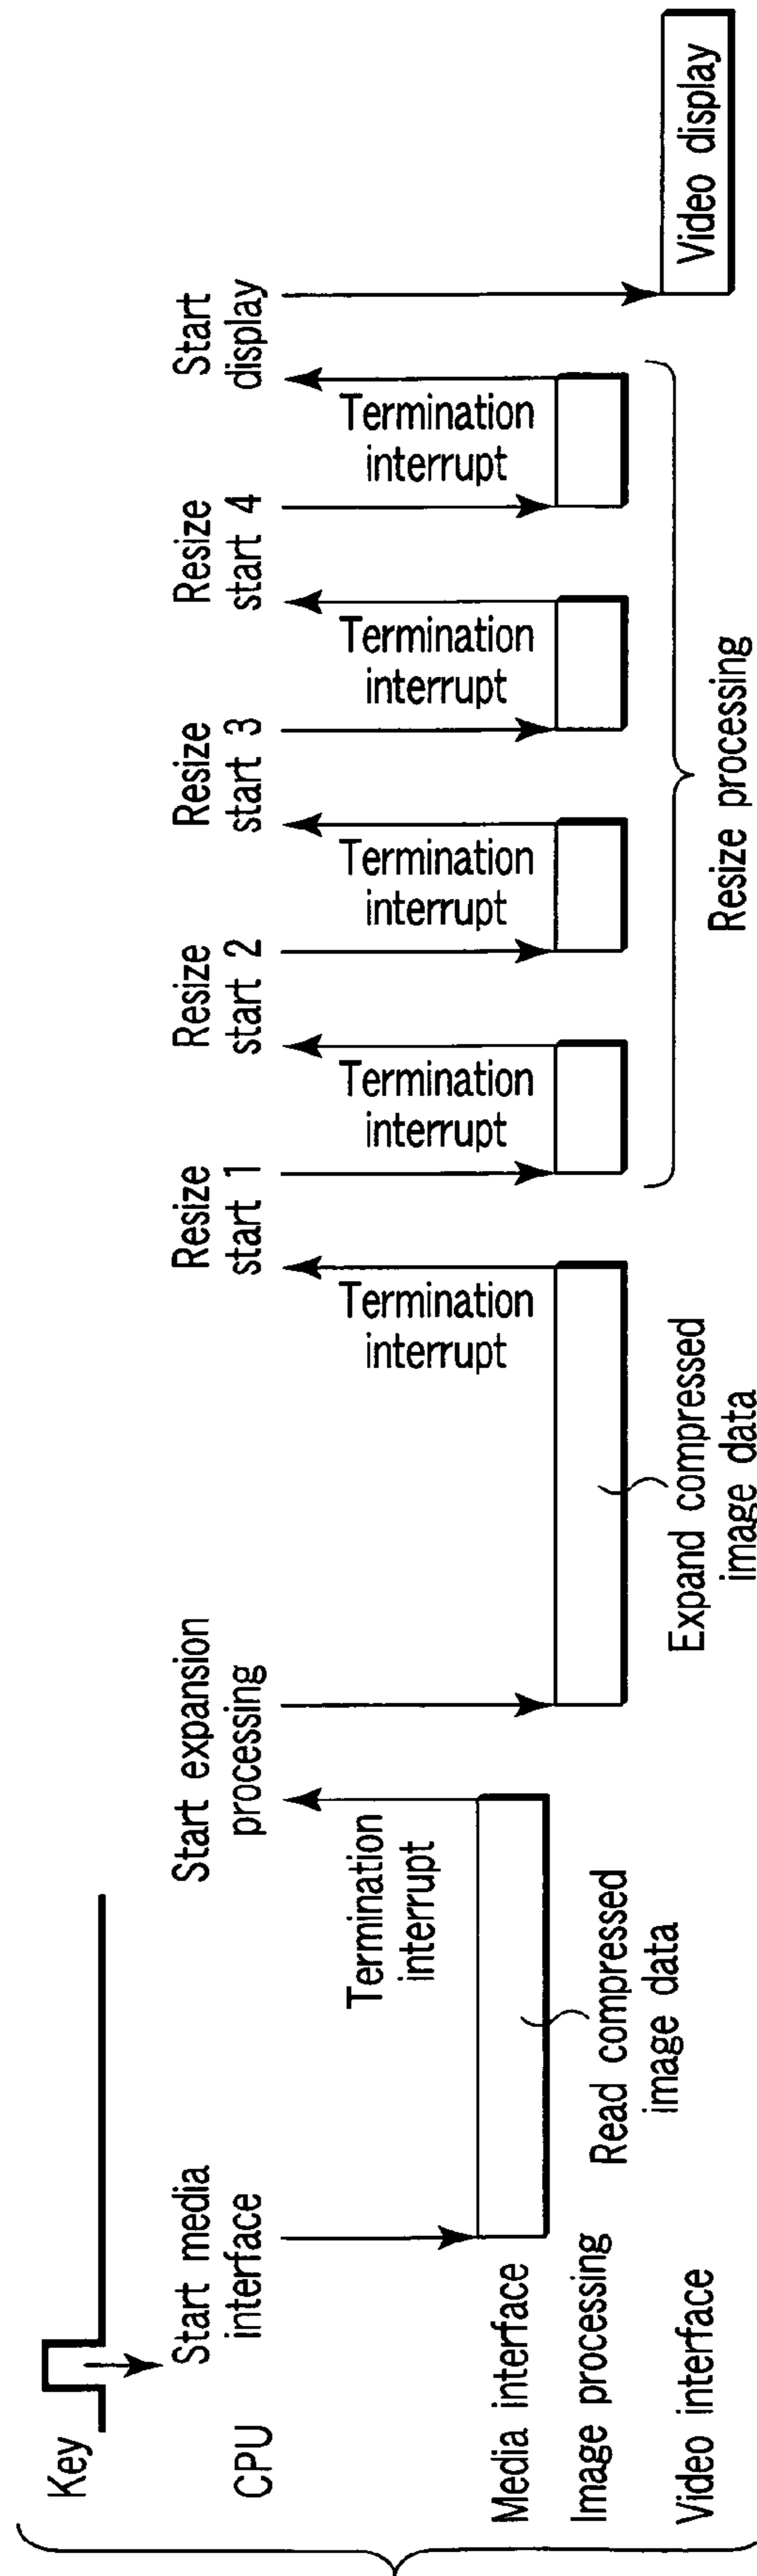 Key
CPU
Media interface
Image processing
Video interface
Start media
interface
Read compressed
image data
Termination
interrupt
Start expansion
processing
Expand compressed
image data
Termination
interrupt
Resize
start 1
Termination
interrupt
Resize
start 2
Termination
interrupt
Resize
start 3
Termination
interrupt
Resize
start 4
Termination
interrupt
Resize processing
Start
display
Video display